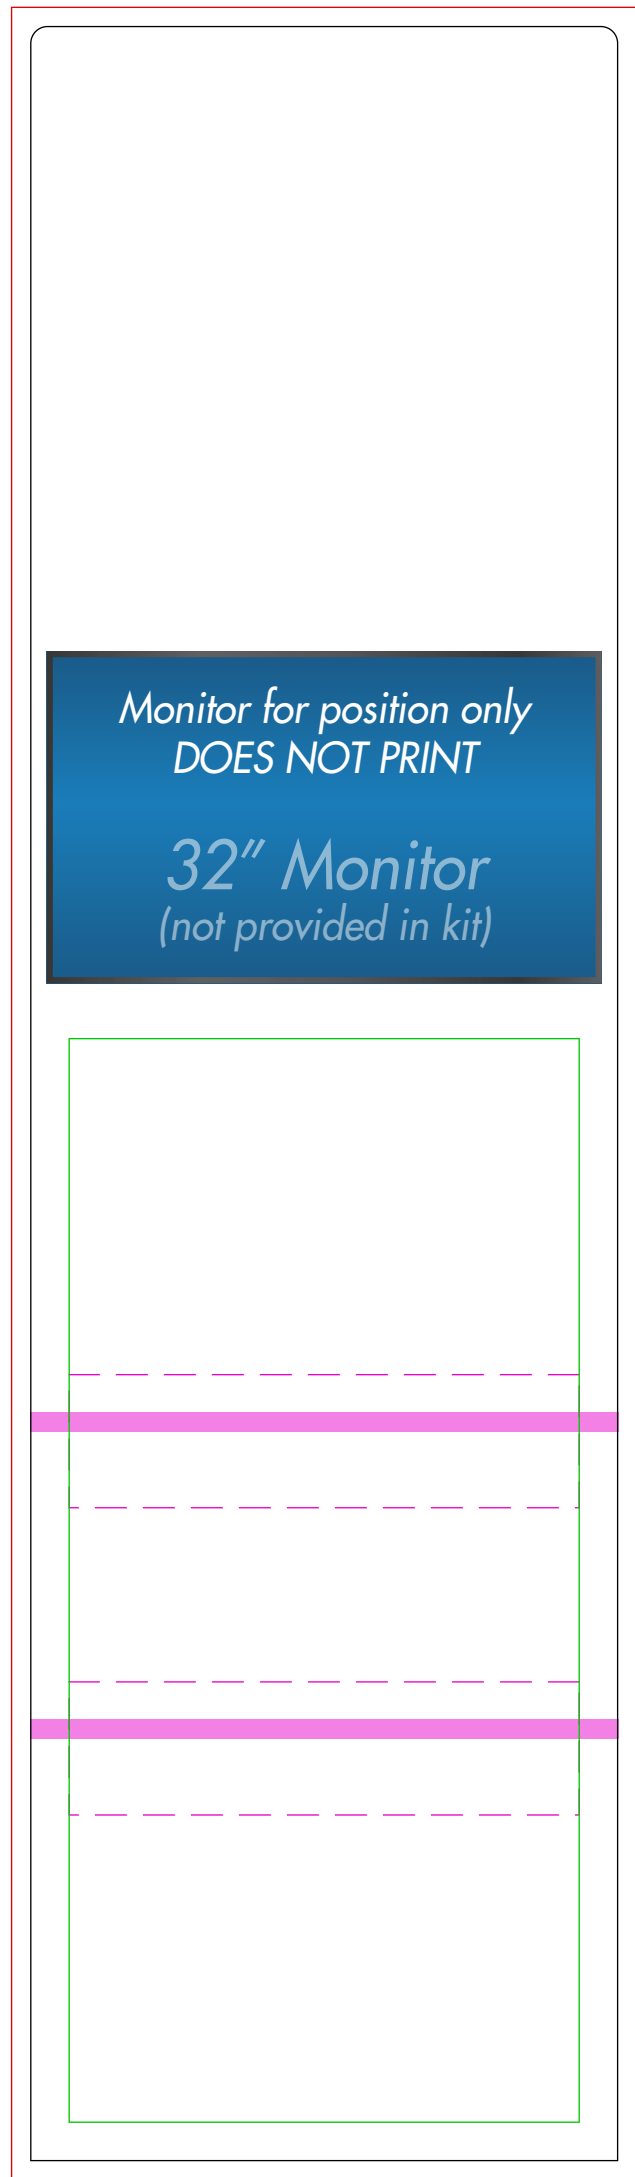 Monitor for position only
DOES NOT PRINT
32" Monitor
(not provided in kit)